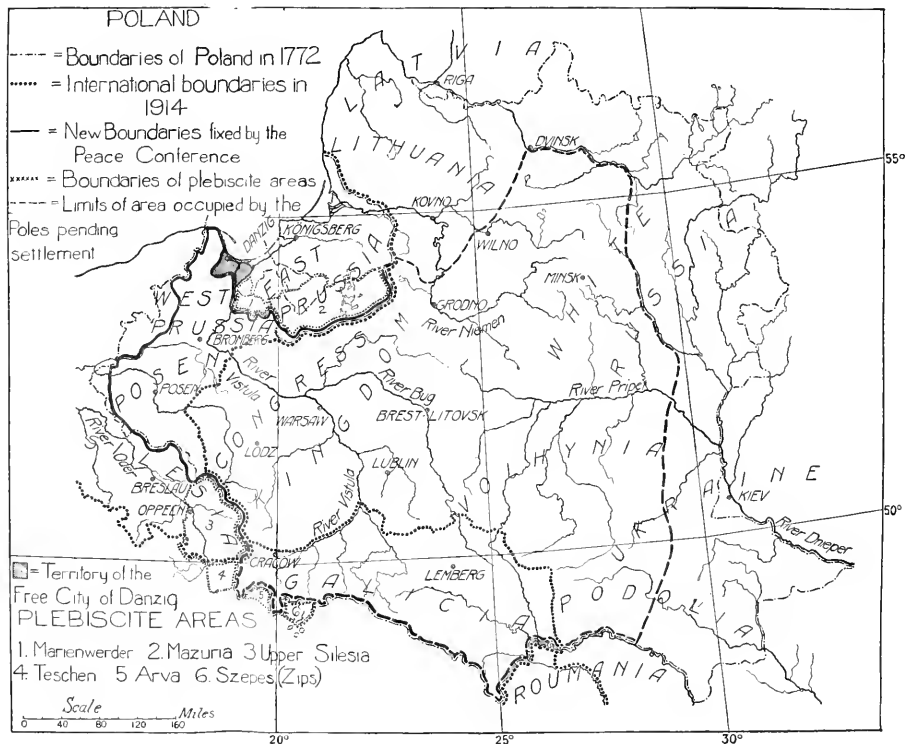 POLAND
= Boundaries of Poland in 1772
= International boundaries in
1914
= New Boundaries fixed by the
Peace Conference
= Boundaries of plebiscite areas
= Limits of area occupied by the
Poles pending
settlement
LATVIA
RIGA
LITHUANIA
DVINSK
55°
KOVNO
DANZIG
KÖNIGSBERG
WILNO
EAST
PRUSSIA
2
MINSK
WHITE RUSSIA
GRODNO
River Niemen
WEST
PRUSSIA
BROMBERG
POSEN
POSEN
River
Vistula
CONGRESS
KINGDOM
River Bug
River Pripet
WARSAW
BREST-LITOVSK
LODZ
River Oder
SILESIA
LUBLIN
VOLHYNIA
UKRAINE
BRESLAU
OPPELN
3
River Vistula
KIEV
50°
River Dnieper
4
CRACOW
GALICIA
LEMBERG
PODOLIA
5
6
ROUMANIA
= Territory of the
Free City of Danzig
PLEBISCITE AREAS
1. Marienwerder 2. Mazuria 3 Upper Silesia
4. Teschen 5 Arva 6. Szepes (Zips)
Scale
Miles
0 40 80 120 160
20° 25° 30°